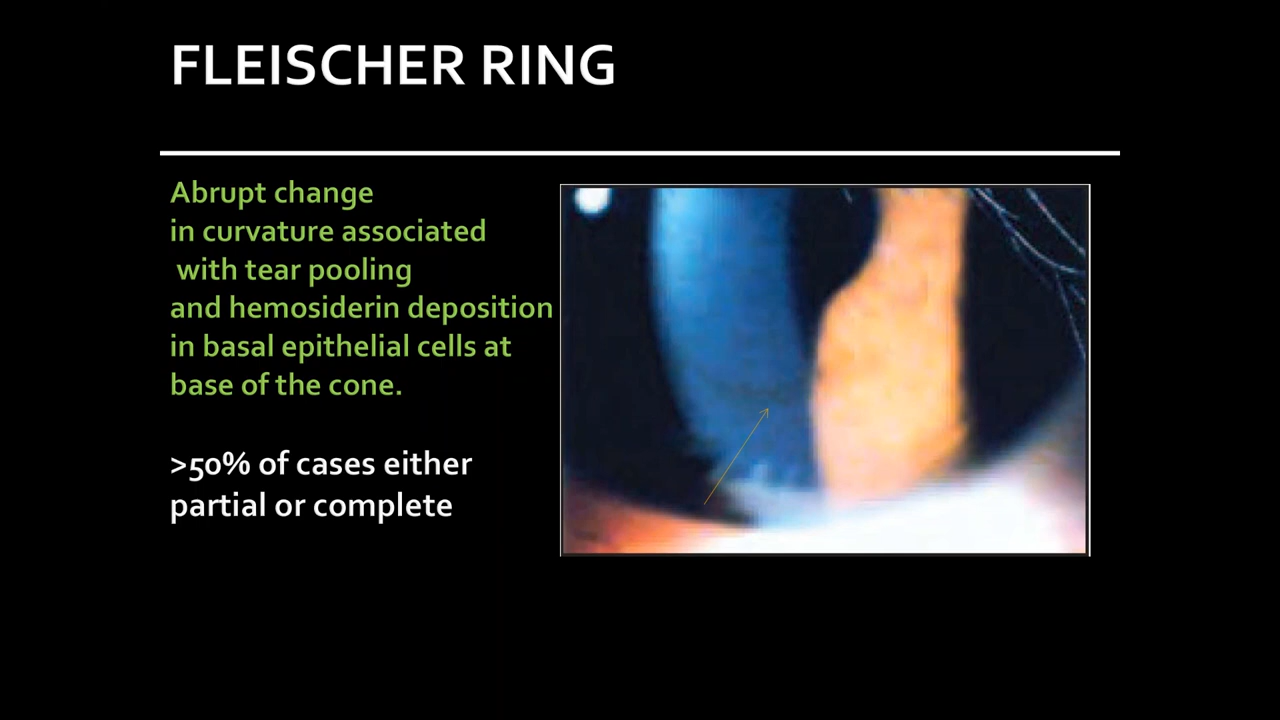 FLEISCHER RING
Abrupt change
in curvature associated
with tear pooling
and hemosiderin deposition
in basal epithelial cells at
base of the cone.
>50% of cases either
partial or complete